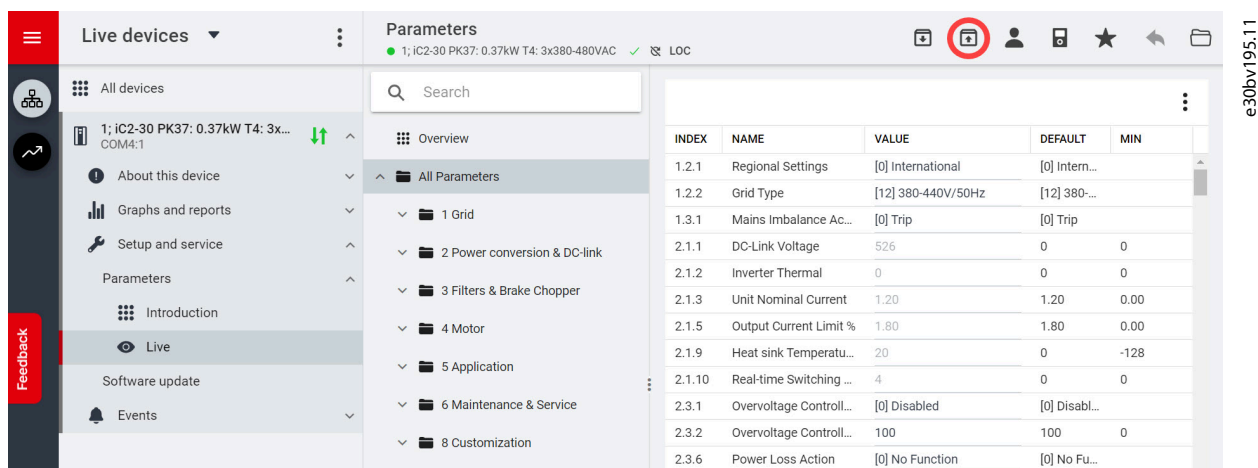 Live devices
Parameters
1; iC2-30 PK37: 0.37kW T4: 3x380-480VAC LOC
All devices
1; iC2-30 PK37: 0.37kW T4: 3x...
COM4:1
About this device
Graphs and reports
Setup and service
Parameters
Introduction
Live
Software update
Events
Feedback
Search
Overview
All Parameters
1 Grid
2 Power conversion & DC-link
3 Filters & Brake Chopper
4 Motor
5 Application
6 Maintenance & Service
8 Customization
INDEX NAME VALUE DEFAULT MIN
1.2.1 Regional Settings [0] International [0] Intern...
1.2.2 Grid Type [12] 380-440V/50Hz [12] 380-...
1.3.1 Mains Imbalance Ac... [0] Trip [0] Trip
2.1.1 DC-Link Voltage 526 0 0
2.1.2 Inverter Thermal 0 0 0
2.1.3 Unit Nominal Current 1.20 1.20 0.00
2.1.5 Output Current Limit % 1.80 1.80 0.00
2.1.9 Heat sink Temperatu... 20 0 -128
2.1.10 Real-time Switching ... 4 0 0
2.3.1 Overvoltage Controll... [0] Disabled [0] Disabl...
2.3.2 Overvoltage Controll... 100 100 0
2.3.6 Power Loss Action [0] No Function [0] No Fu...
e30bv195.11